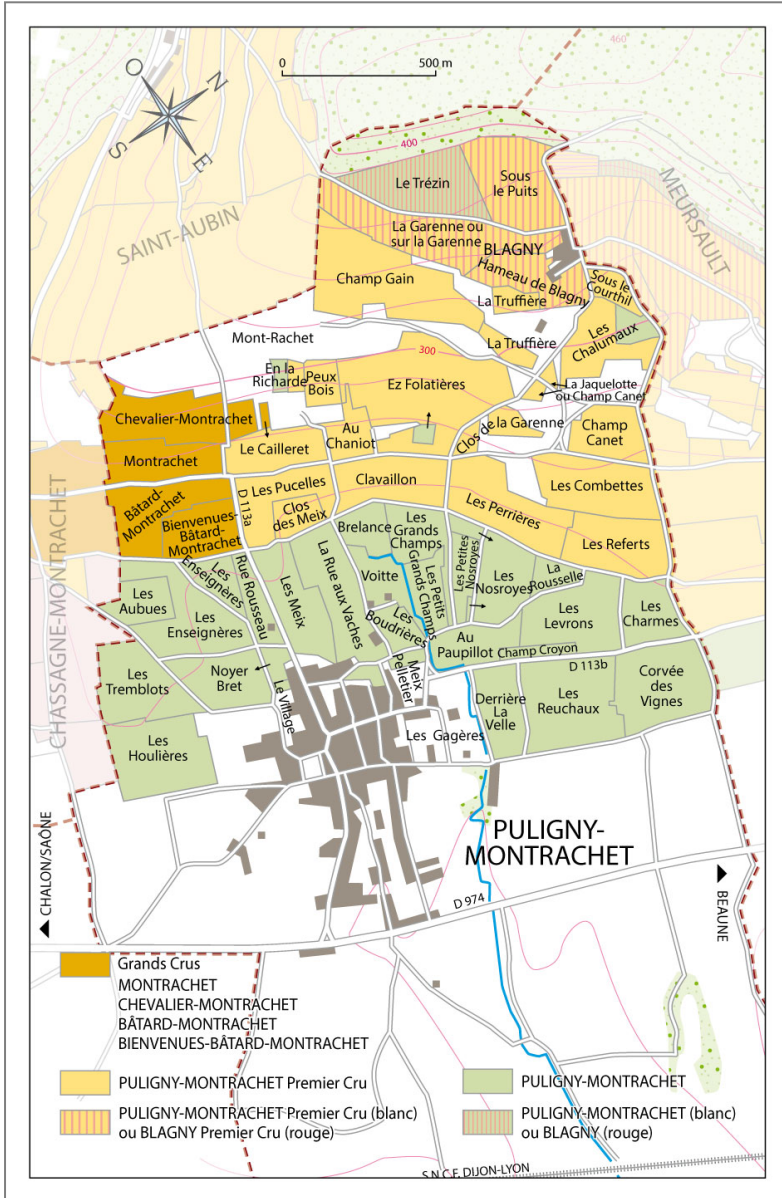 O
N
S
E
0
500 m
460
400
Le Trézin
Sous
le Puits
MEURSAULT
SAINT-AUBIN
La Garenne ou
sur la Garenne
BLAGNY
Hameau de Blagny
Sous le
Courthil
Champ Gain
La Truffière
La Truffière
Les
Chalumaux
Mont-Rachet
300
En la
Richarde
Peux
Bois
Ez Folatières
La Jaquelotte
ou Champ Canet
Chevalier-Montrachet
Au
Chaniot
Clos de la Garenne
Champ
Canet
Le Cailleret
Montrachet
Les Pucelles
Clavaillon
Les Combettes
Bâtard-
Montrachet
D 113a
Clos
des Meix
Bienvenues-
Bâtard-
Montrachet
Les Perrières
Les Referts
Brelance
Les
Grands
Champs
Les Petites
Nosroyes
Les
Nosroyes
La
Rousselle
Voitte
Les Petits
Grands Champs
Les
Enseignères
Rue Rousseau
Les Meix
La Rue aux Vaches
Les
Aubues
Les
Enseignères
Les
Boudrières
Au
Paupillot
Les
Levrons
Les
Charmes
Champ Croyon
D 113b
CHASSAGNE-MONTRACHET
Les
Tremblots
Noyer
Bret
Le Village
Meix
Pelletier
Derrière
La
Velle
Les
Reuchaux
Corvée
des
Vignes
Les
Houlières
Les Gagères
PULIGNY-
MONTRACHET
CHALON/SAÔNE
BEAUNE
D 974
Grands Crus
MONTRACHET
CHEVALIER-MONTRACHET
BÂTARD-MONTRACHET
BIENVENUES-BÂTARD-MONTRACHET
PULIGNY-MONTRACHET Premier Cru
PULIGNY-MONTRACHET Premier Cru (blanc)
ou BLAGNY Premier Cru (rouge)
PULIGNY-MONTRACHET
PULIGNY-MONTRACHET (blanc)
ou BLAGNY (rouge)
S.N.C.F. DIJON-LYON